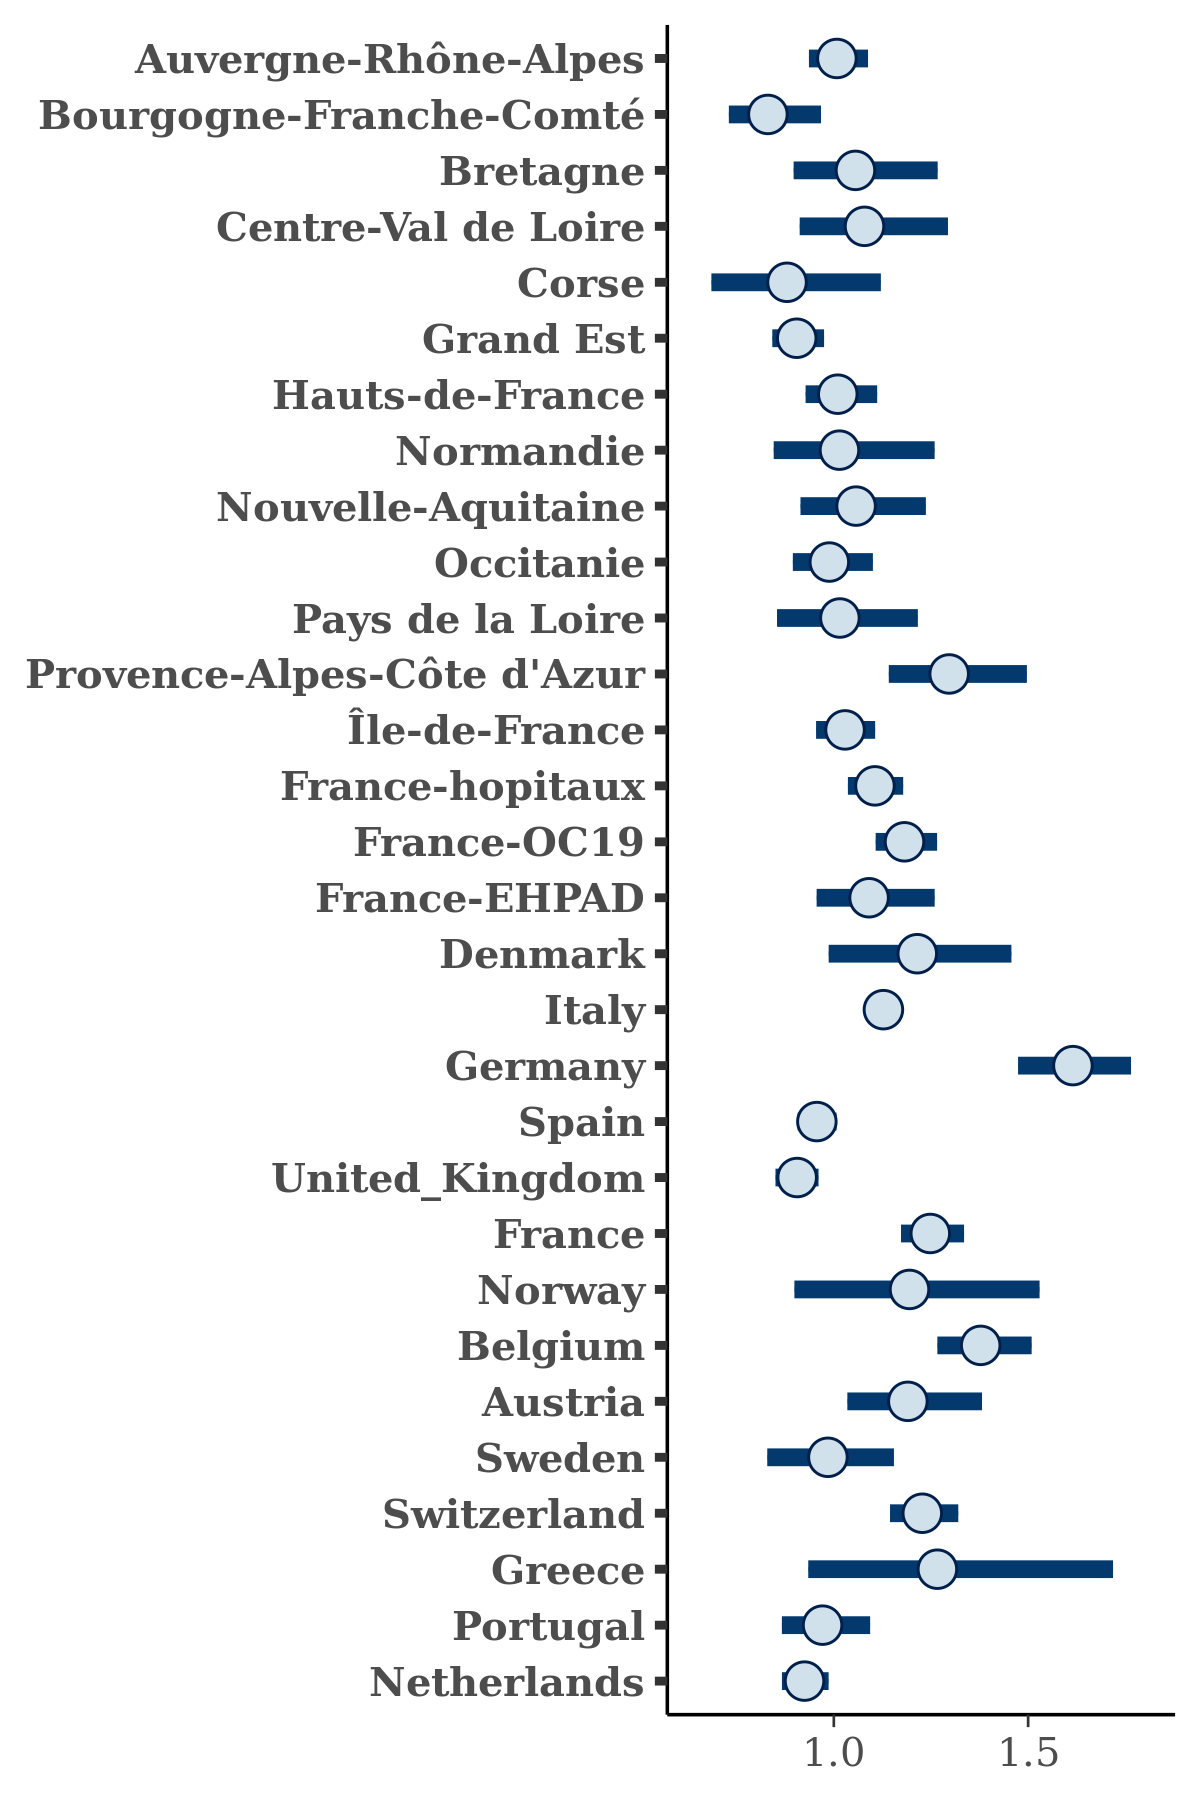 Auvergne-Rhône-Alpes
Bourgogne-Franche-Comté
Bretagne
Centre-Val de Loire
Corse
Grand Est
Hauts-de-France
Normandie
Nouvelle-Aquitaine
Occitanie
Pays de la Loire
Provence-Alpes-Côte d'Azur
Île-de-France
France-hopitaux
France-OC19
France-EHPAD
Denmark
Italy
Germany
Spain
United_Kingdom
France
Norway
Belgium
Austria
Sweden
Switzerland
Greece
Portugal
Netherlands
1.0 1.5